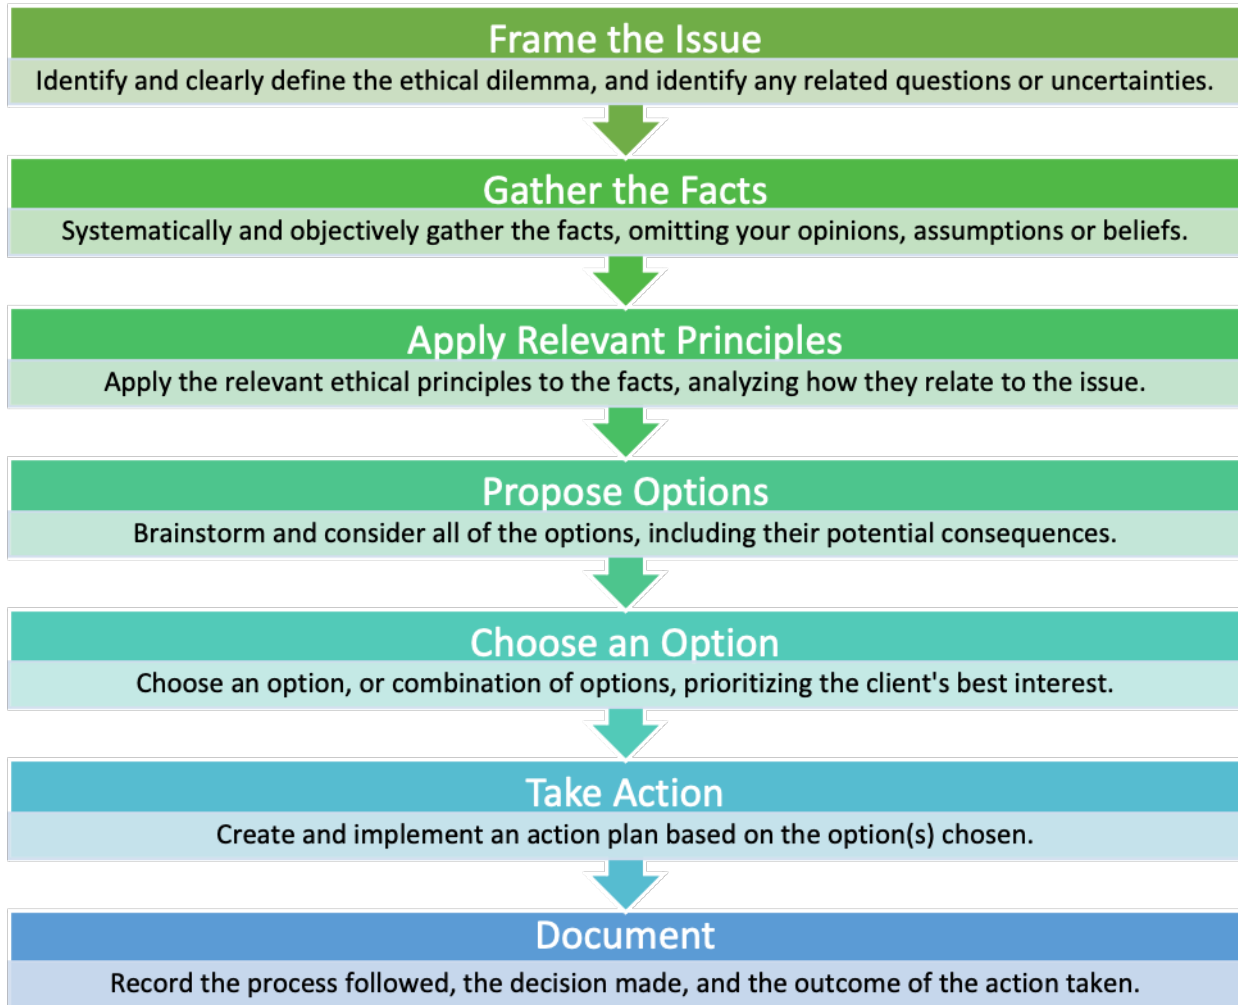 Frame the Issue
Identify and clearly define the ethical dilemma, and identify any related questions or uncertainties.
Gather the Facts
Systematically and objectively gather the facts, omitting your opinions, assumptions or beliefs.
Apply Relevant Principles
Apply the relevant ethical principles to the facts, analyzing how they relate to the issue.
Propose Options
Brainstorm and consider all of the options, including their potential consequences.
Choose an Option
Choose an option, or combination of options, prioritizing the client's best interest.
Take Action
Create and implement an action plan based on the option(s) chosen.
Document
Record the process followed, the decision made, and the outcome of the action taken.